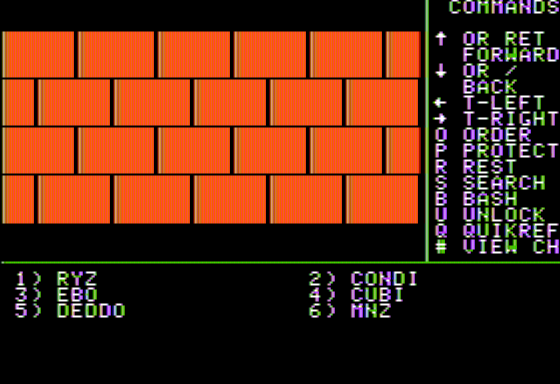 COMMANDS
↑ OR RET
FORWARD
↓ OR /
BACK
← T-LEFT
→ T-RIGHT
O ORDER
P PROTECT
R REST
S SEARCH
B BASH
U UNLOCK
Q QUIKREF
# VIEW CH
1) RYZ 2) CONDI
3) EBO 4) CUBI
5) DEDDO 6) MNZ